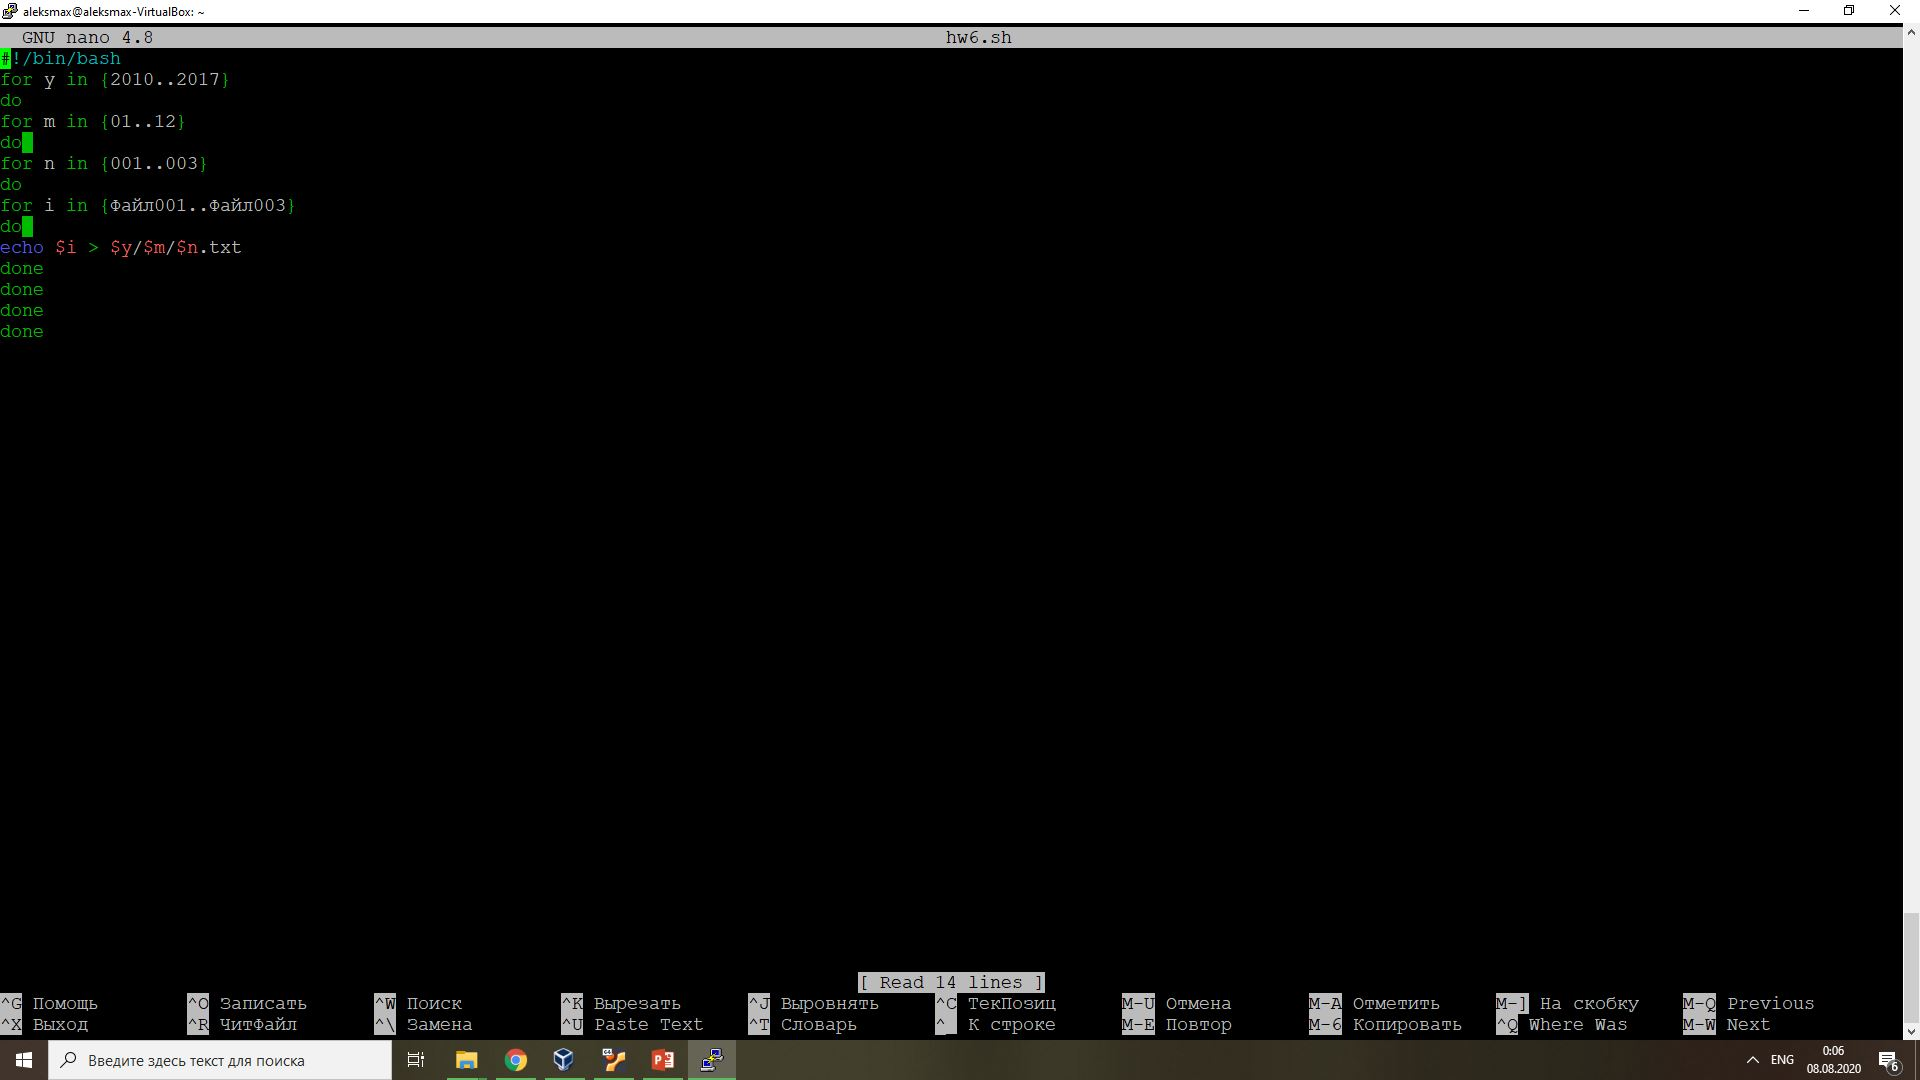 aleksmax@aleksmax-VirtualBox: ~
GNU nano 4.8 hw6.sh
#!/bin/bash
for y in {2010..2017}
do
for m in {01..12}
do
for n in {001..003}
do
for i in {Файл001..Файл003}
do
echo $i > $y/$m/$n.txt
done
done
done
done
[ Read 14 lines ]
^G Помощь ^O Записать ^W Поиск ^K Вырезать ^J Выровнять ^C ТекПозиц M-U Отмена M-A Отметить M-] На скобку M-Q Previous
^X Выход ^R ЧитФайл ^\ Замена ^U Paste Text ^T Словарь ^_ К строке M-E Повтор M-6 Копировать ^Q Where Was M-W Next
Введите здесь текст для поиска
ENG
0:06
08.08.2020
6